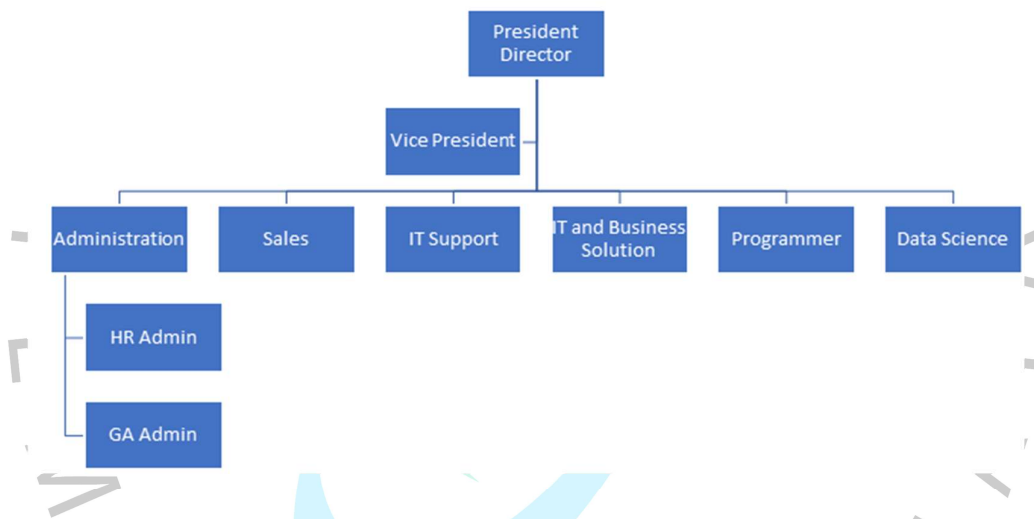 President
Director
Vice President
Administration
Sales
IT Support
IT and Business
Solution
Programmer
Data Science
HR Admin
GA Admin